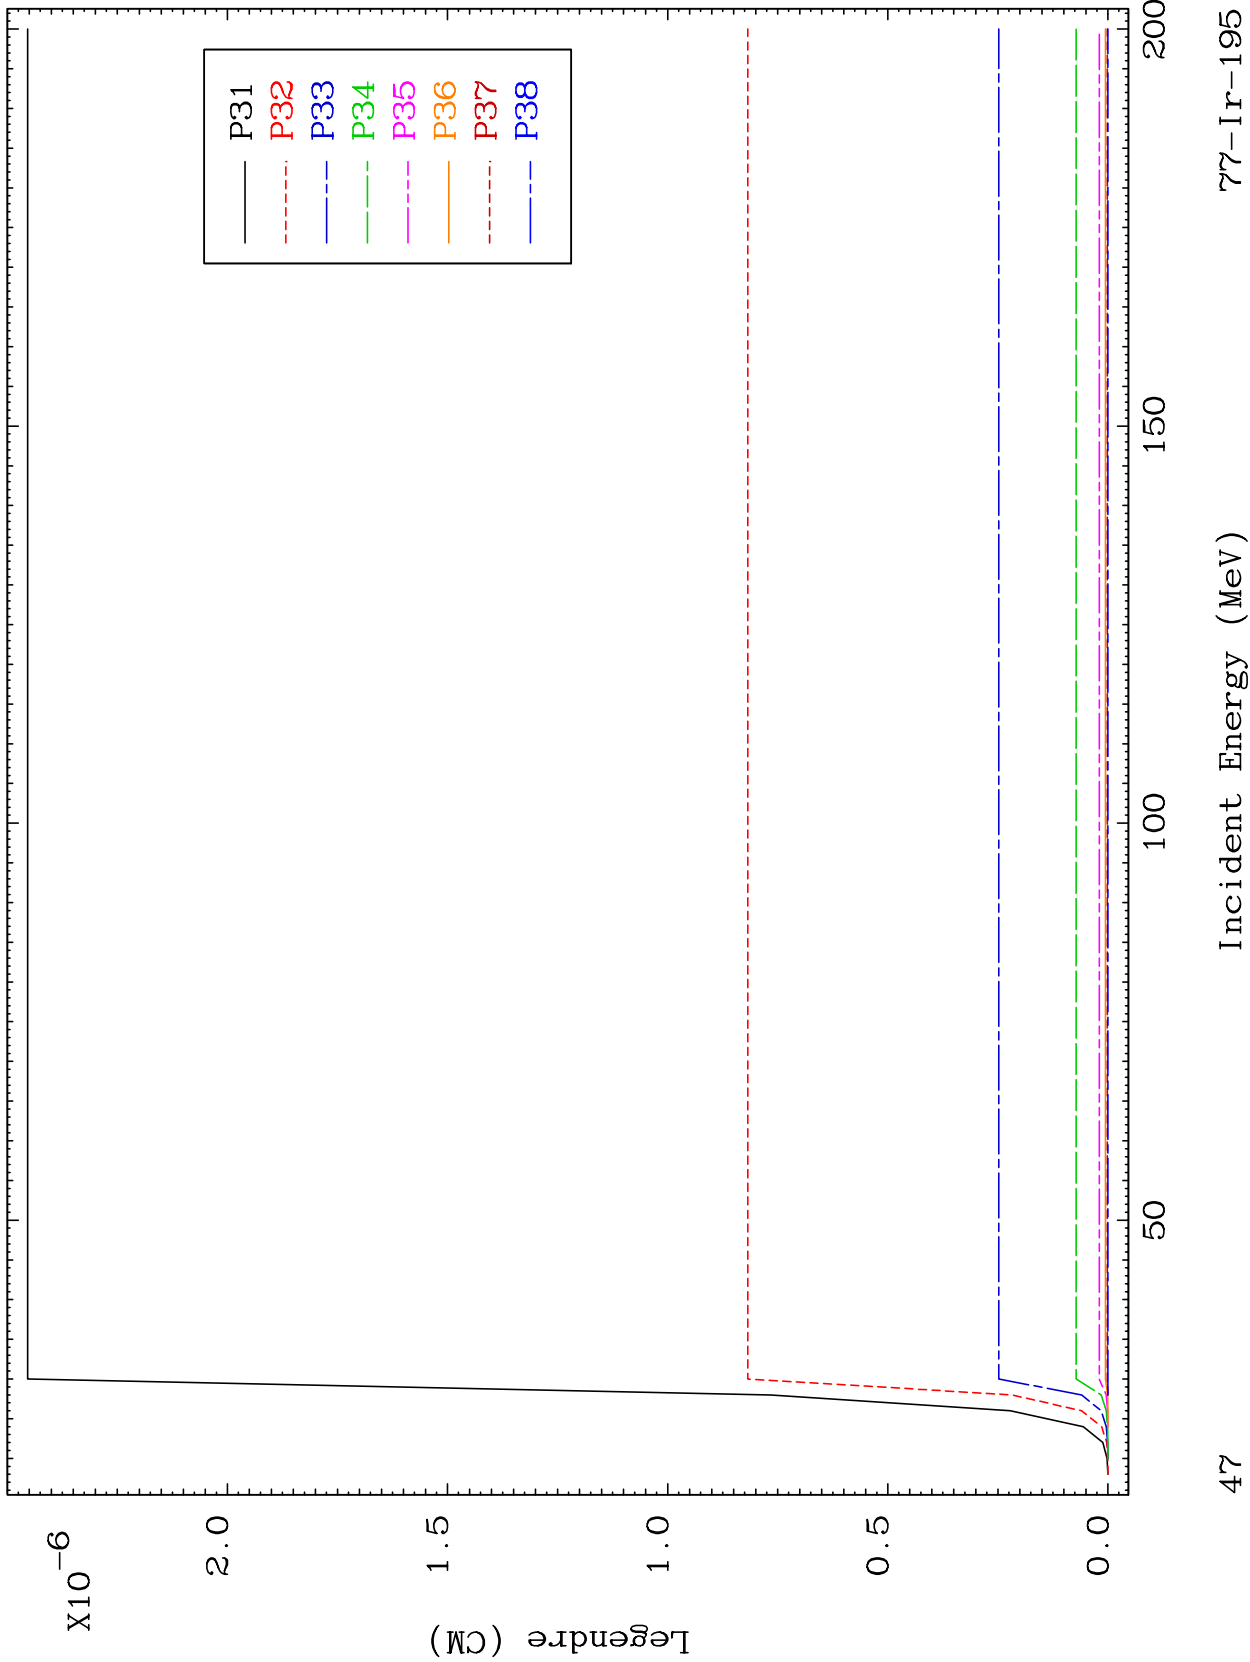 X10-6
2.0
1.5
1.0
0.5
0.0
Legendre (CM)
P31
P32
P33
P34
P35
P36
P37
P38
50
100
150
200
Incident Energy (MeV)
47
77-Ir-195